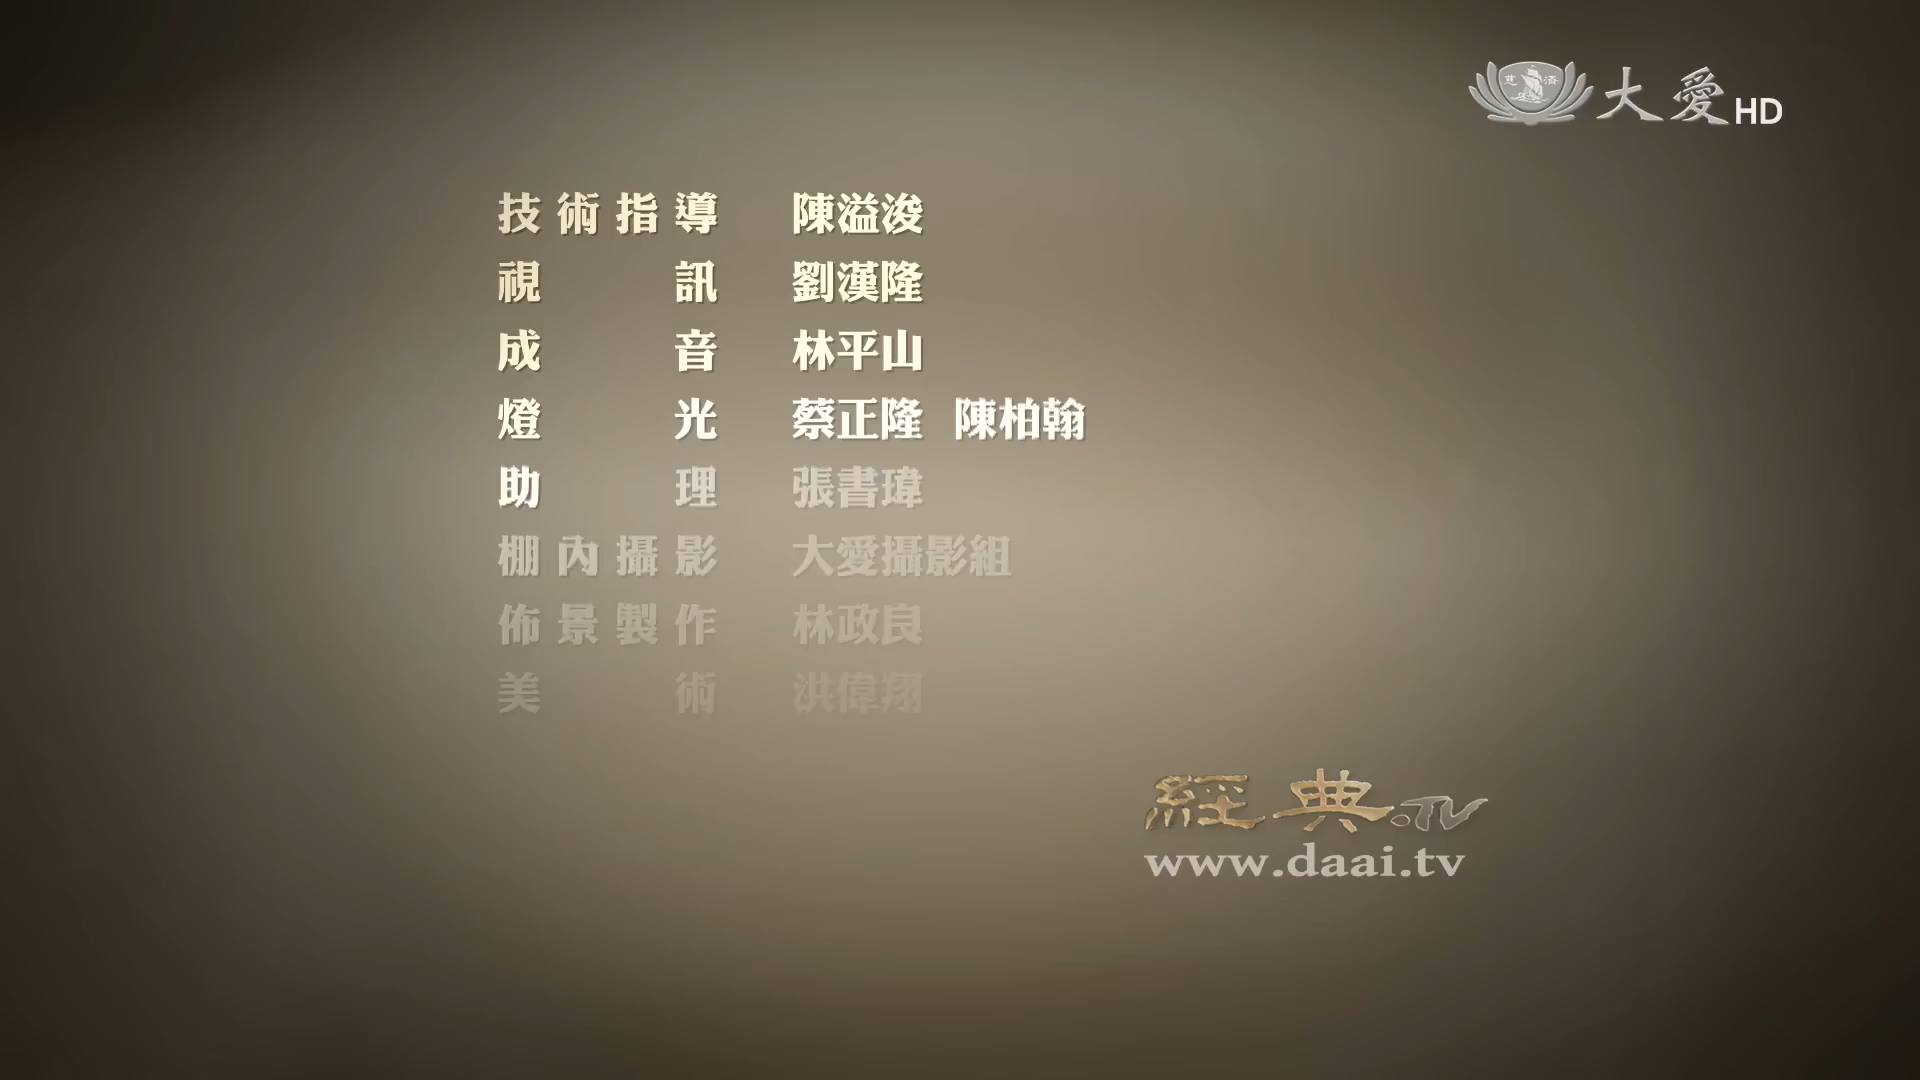 慈濟 大愛HD
技術指導 陳溢浚
視訊 劉漢隆
成音 林平山
燈光 蔡正隆 陳柏翰
助理 張書瑋
棚內攝影 大愛攝影組
佈景製作 林政良
美術 洪偉翔
經典.TV
www.daai.tv